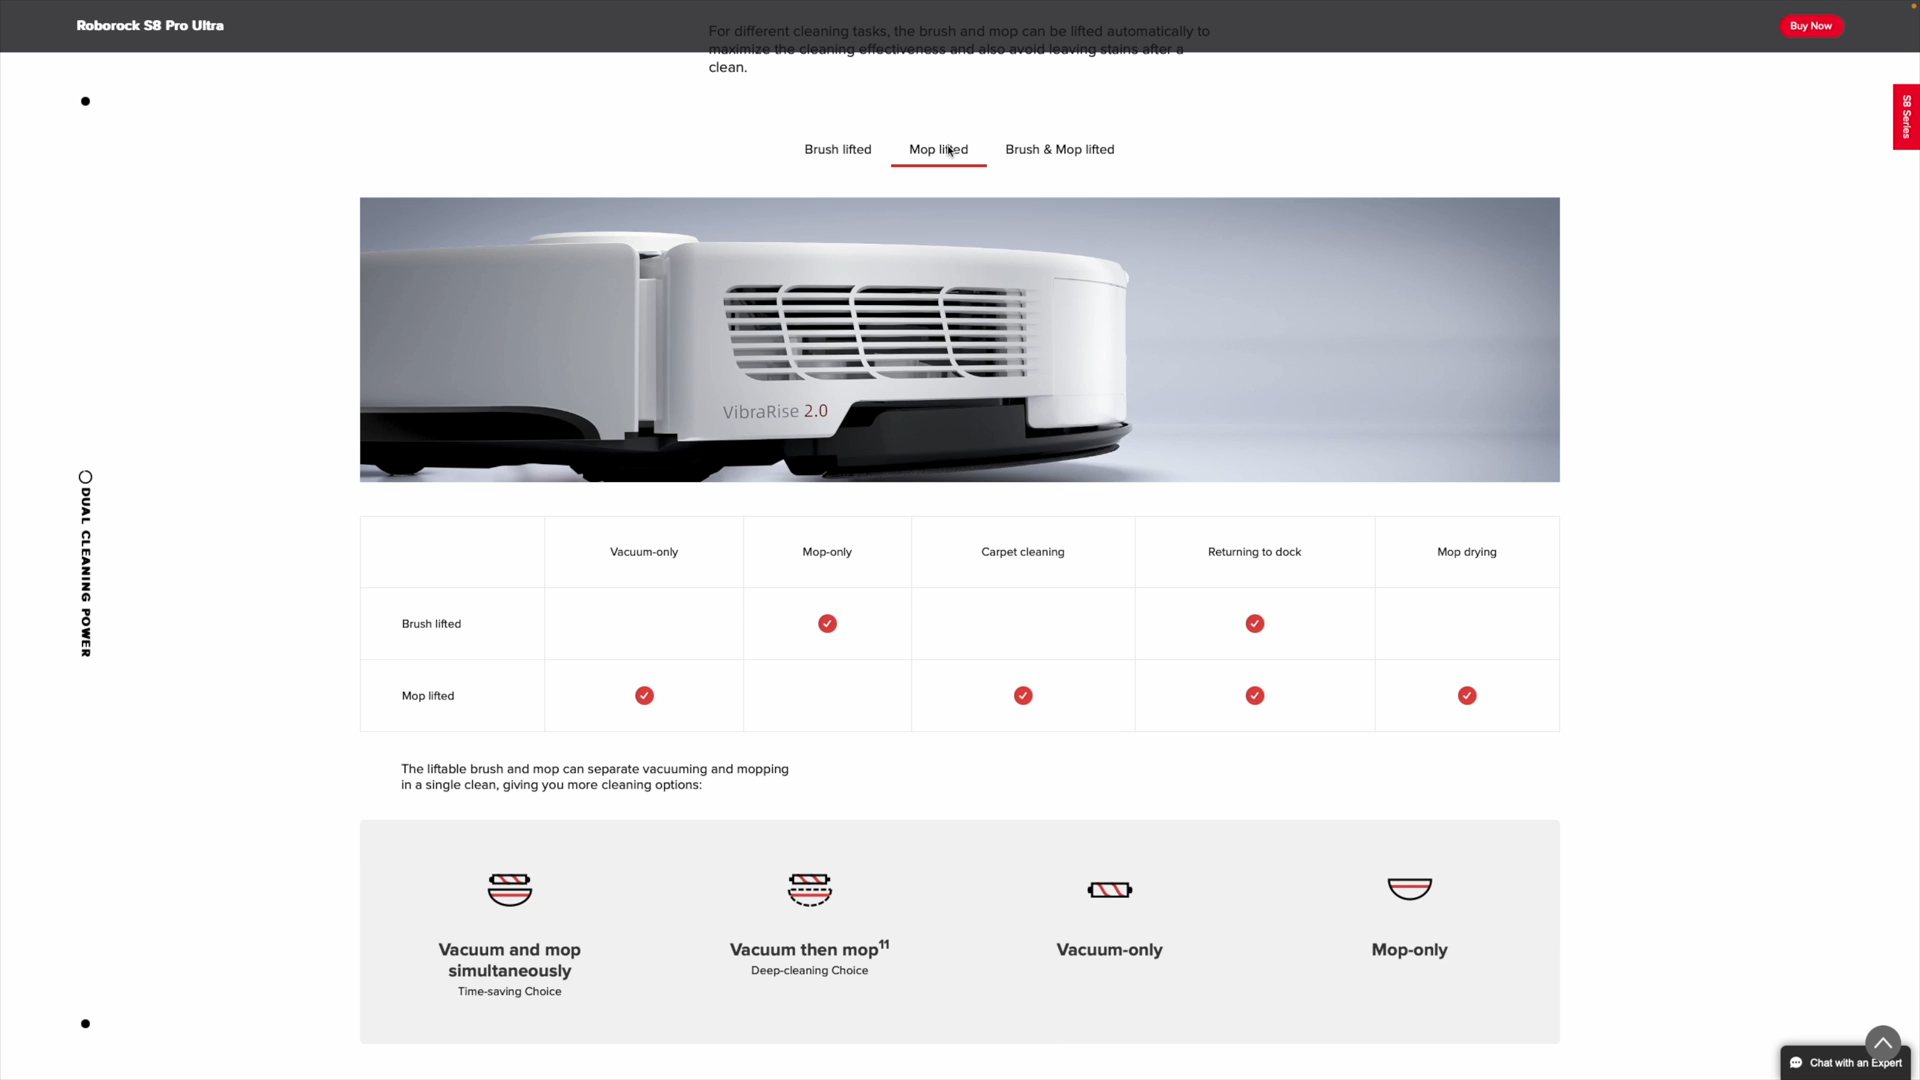 Roborock S8 Pro Ultra
Buy Now
For different cleaning tasks, the brush and mop can be lifted automatically to
maximize the cleaning effectiveness and also avoid leaving stains after a
clean.
S8 Series
Brush lifted
Mop lifted
Brush & Mop lifted
VibraRise 2.0
DUAL CLEANING POWER
Vacuum-only
Mop-only
Carpet cleaning
Returning to dock
Mop drying
Brush lifted
Mop lifted
The liftable brush and mop can separate vacuuming and mopping
in a single clean, giving you more cleaning options:
Vacuum and mop
simultaneously
Time-saving Choice
Vacuum then mop11
Deep-cleaning Choice
Vacuum-only
Mop-only
Chat with an Expert